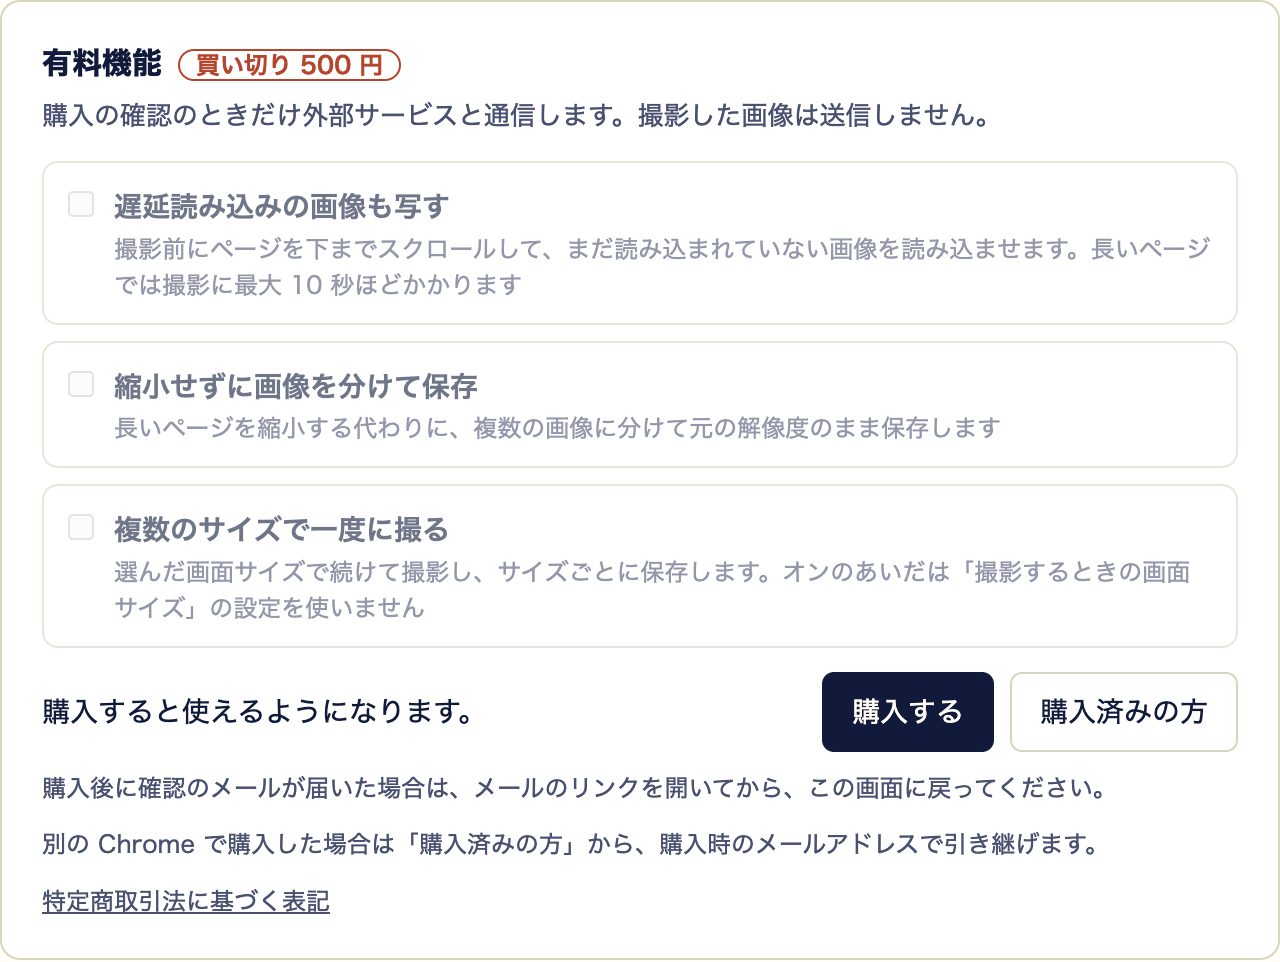 有料機能 買い切り 500 円
購入の確認のときだけ外部サービスと通信します。撮影した画像は送信しません。
遅延読み込みの画像も写す
撮影前にページを下までスクロールして、まだ読み込まれていない画像を読み込ませます。長いページ
では撮影に最大 10 秒ほどかかります
縮小せずに画像を分けて保存
長いページを縮小する代わりに、複数の画像に分けて元の解像度のまま保存します
複数のサイズで一度に撮る
選んだ画面サイズで続けて撮影し、サイズごとに保存します。オンのあいだは「撮影するときの画面
サイズ」の設定を使いません
購入すると使えるようになります。 購入する 購入済みの方
購入後に確認のメールが届いた場合は、メールのリンクを開いてから、この画面に戻ってください。
別の Chrome で購入した場合は「購入済みの方」から、購入時のメールアドレスで引き継げます。
特定商取引法に基づく表記